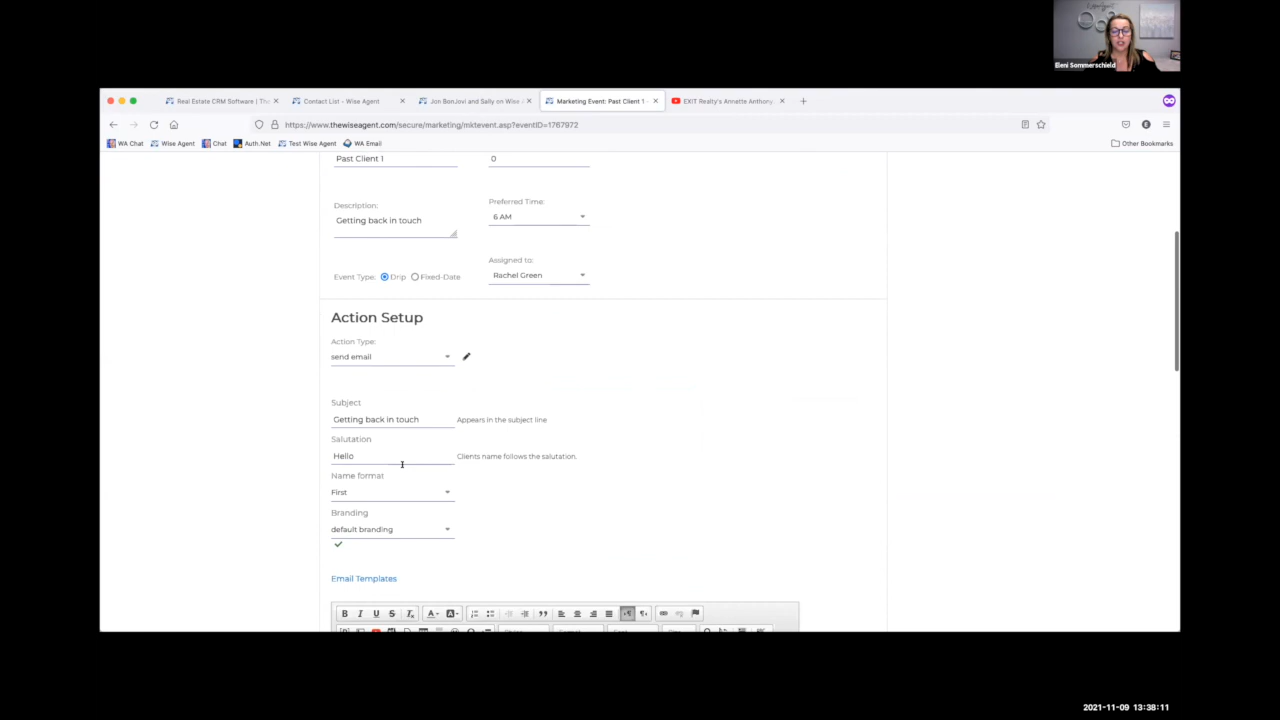 Eleni Sommerschield
Real Estate CRM Software | The
Contact List - Wise Agent
Jon BonJovi and Sally on Wise
Marketing Event: Past Client 1 -
EXIT Realty's Annette Anthony
https://www.thewiseagent.com/secure/marketing/mktevent.asp?eventID=1767972
WA Chat
Wise Agent
Chat
Auth.Net
Test Wise Agent
WA Email
Other Bookmarks
Past Client 1
0
Description:
Getting back in touch
Preferred Time:
6 AM
Event Type: Drip Fixed-Date
Assigned to:
Rachel Green
Action Setup
Action Type:
send email
Subject
Getting back in touch
Appears in the subject line
Salutation
Hello
Clients name follows the salutation.
Name format
First
Branding
default branding
Email Templates
2021-11-09 13:38:11